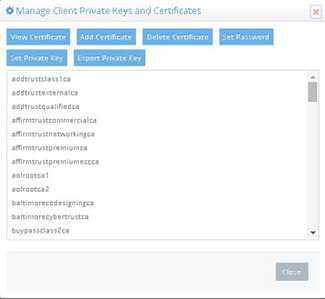 Manage Client Private Keys and Certificates
View Certificate Add Certificate Delete Certificate Set Password
Set Private Key Export Private Key
addtrustclass1ca
addtrustexternalca
addtrustqualifiedca
affirmtrustcommercialca
affirmtrustnetworkingca
affirmtrustpremiumca
affirmtrustpremiumeccca
aolrootca1
aolrootca2
baltimorecodesigningca
baltimorecybertrustca
buypassclass2ca
Close